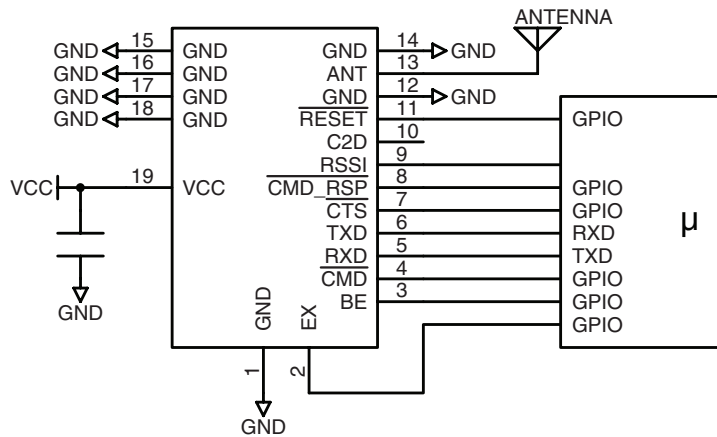 ANTENNA
GND 15 GND
GND 16 GND
GND 17 GND
GND 18 GND
VCC 19 VCC
GND
GND 14 GND
ANT 13
GND 12 GND
RESET 11 GPIO
C2D 10
RSSI 9
CMD_RSP 8 GPIO
CTS 7 GPIO
TXD 6 RXD
RXD 5 TXD
CMD 4 GPIO
BE 3 GPIO
GPIO
µ
GND
EX
1
2
GND